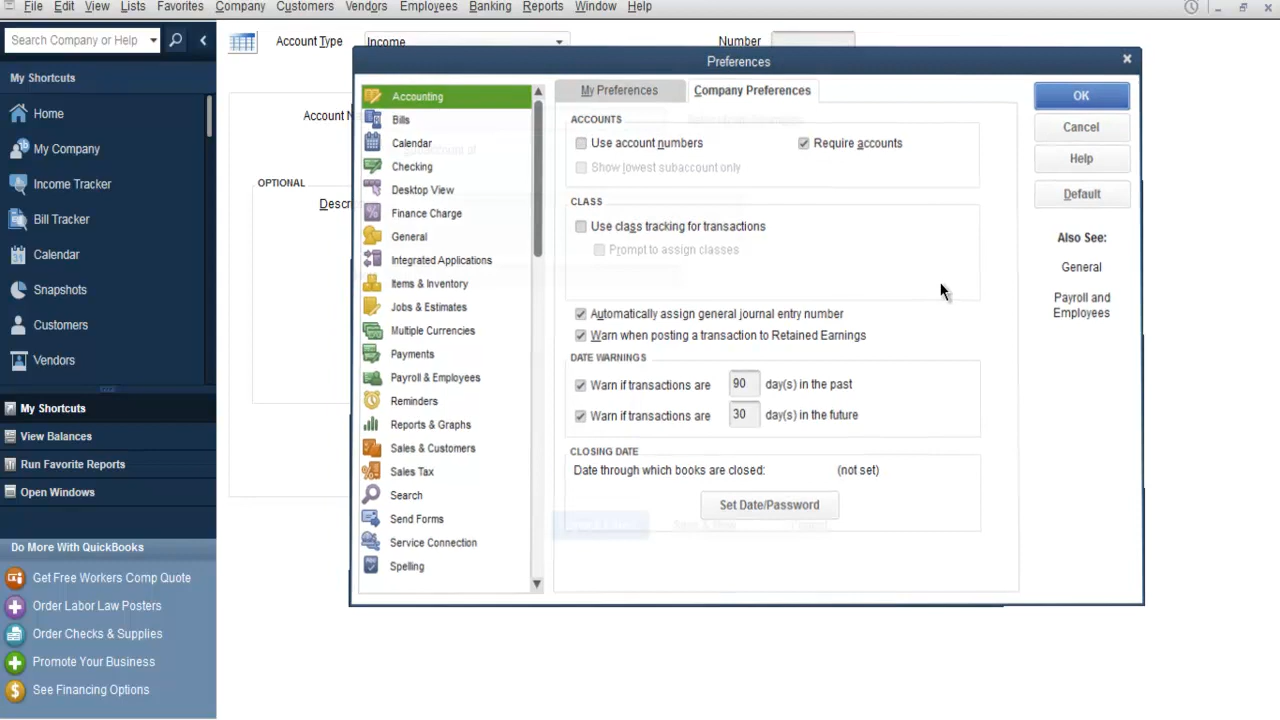 File Edit View Lists Favorites Company Customers Vendors Employees Banking Reports Window Help
Search Company or Help
My Shortcuts
Home
My Company
Income Tracker
Bill Tracker
Calendar
Snapshots
Customers
Vendors
My Shortcuts
View Balances
Run Favorite Reports
Open Windows
Do More With QuickBooks
Get Free Workers Comp Quote
Order Labor Law Posters
Order Checks & Supplies
Promote Your Business
See Financing Options
Account Type Income Number
Account N
OPTIONAL
Descr
Preferences
Accounting
Bills
Calendar
Checking
Desktop View
Finance Charge
General
Integrated Applications
Items & Inventory
Jobs & Estimates
Multiple Currencies
Payments
Payroll & Employees
Reminders
Reports & Graphs
Sales & Customers
Sales Tax
Search
Send Forms
Service Connection
Spelling
My Preferences Company Preferences
ACCOUNTS
Use account numbers Require accounts
Show lowest subaccount only
CLASS
Use class tracking for transactions
Prompt to assign classes
Automatically assign general journal entry number
Warn when posting a transaction to Retained Earnings
DATE WARNINGS
Warn if transactions are 90 day(s) in the past
Warn if transactions are 30 day(s) in the future
CLOSING DATE
Date through which books are closed: (not set)
Set Date/Password
OK
Cancel
Help
Default
Also See:
General
Payroll and
Employees